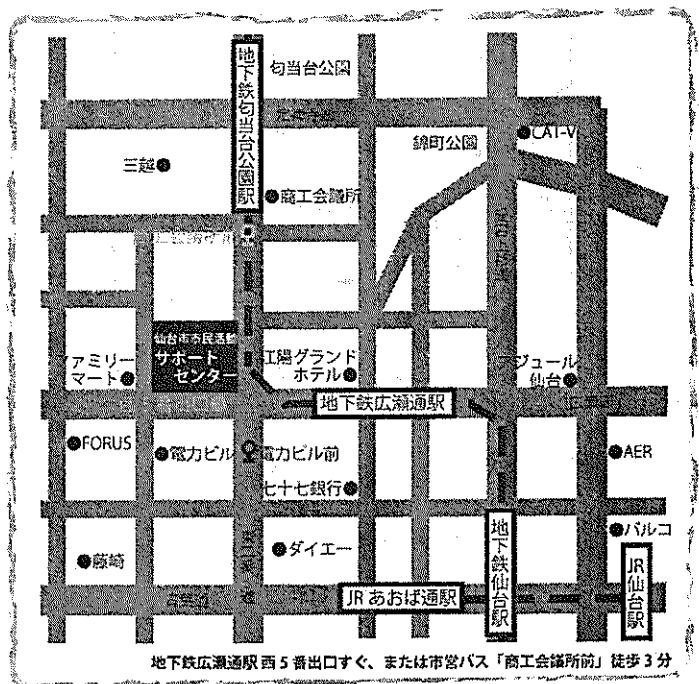 地下鉄勾当台公園駅
勾当台公園
CAT-V
錦町公園
三越
商工会議所
仙台市市民活動
サポート
センター
ァミリー
マート
江陽グランド
ホテル
アジュール
仙台
地下鉄広瀬通駅
FORUS
電力ビル
電力ビル前
AER
七十七銀行
パルコ
ダイエー
藤崎
地下鉄仙台駅
JR仙台駅
JRあおば通駅
地下鉄広瀬通駅 西5番出口すぐ、または市営バス「商工会議所前」徒歩3分